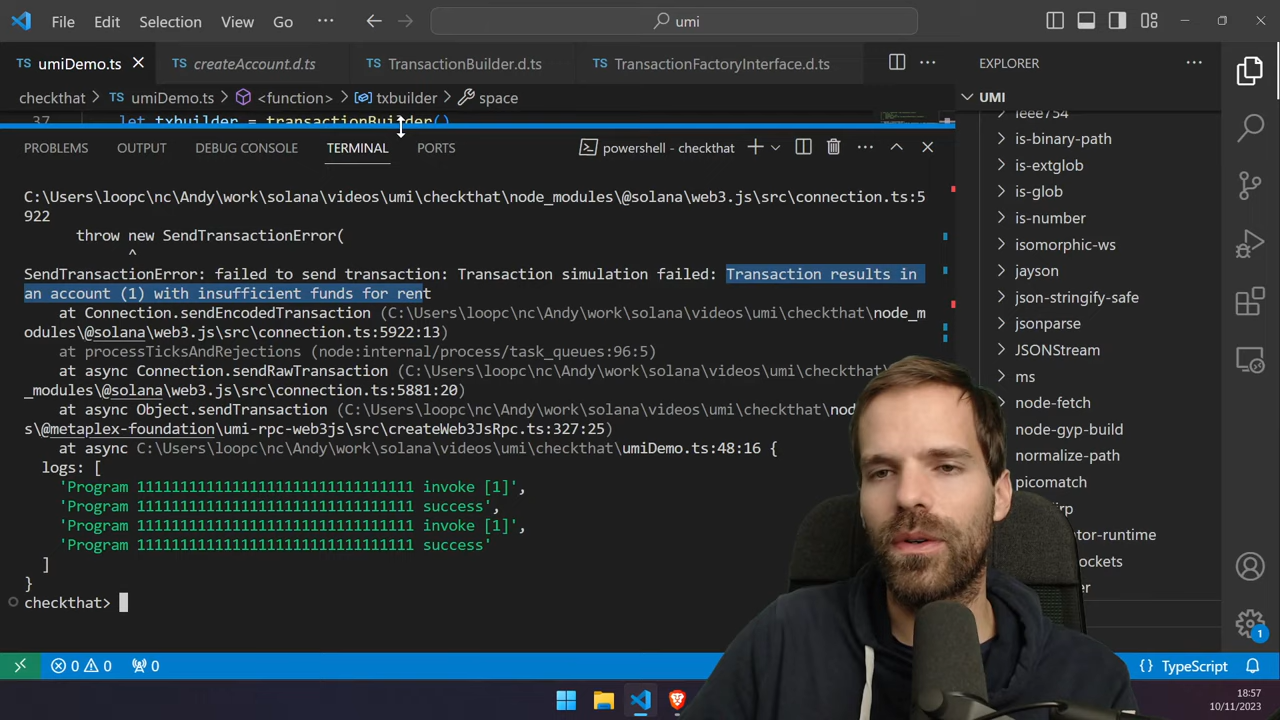 File Edit Selection View Go ··· umi
TS umiDemo.ts TS createAccount.d.ts TS TransactionBuilder.d.ts TS TransactionFactoryInterface.d.ts ··· EXPLORER ···
checkthat > TS umiDemo.ts > <function> > txbuilder > space
UMI
37 let txbuilder = transactionBuilder()
PROBLEMS OUTPUT DEBUG CONSOLE TERMINAL PORTS powershell - checkthat ···
C:\Users\loopc\nc\Andy\work\solana\videos\umi\checkthat\node_modules\@solana\web3.js\src\connection.ts:5
922
throw new SendTransactionError(
^
SendTransactionError: failed to send transaction: Transaction simulation failed: Transaction results in
an account (1) with insufficient funds for rent
at Connection.sendEncodedTransaction (C:\Users\loopc\nc\Andy\work\solana\videos\umi\checkthat\node_m
odules\@solana\web3.js\src\connection.ts:5922:13)
at processTicksAndRejections (node:internal/process/task_queues:96:5)
at async Connection.sendRawTransaction (C:\Users\loopc\nc\Andy\work\solana\videos\umi\checkthat\
_modules\@solana\web3.js\src\connection.ts:5881:20)
at async Object.sendTransaction (C:\Users\loopc\nc\Andy\work\solana\videos\umi\checkthat\
s\@metaplex-foundation\umi-rpc-web3js\src\createWeb3JsRpc.ts:327:25)
at async C:\Users\loopc\nc\Andy\work\solana\videos\umi\checkthat\umiDemo.ts:48:16 {
logs: [
'Program 11111111111111111111111111111111 invoke [1]',
'Program 11111111111111111111111111111111 success',
'Program 11111111111111111111111111111111 invoke [1]',
'Program 11111111111111111111111111111111 success'
]
}
checkthat>
ieee754
is-binary-path
is-extglob
is-glob
is-number
isomorphic-ws
jayson
json-stringify-safe
jsonparse
JSONStream
ms
node-fetch
node-gyp-build
normalize-path
picomatch
1
0 0 0 {} TypeScript
18:57
10/11/2023